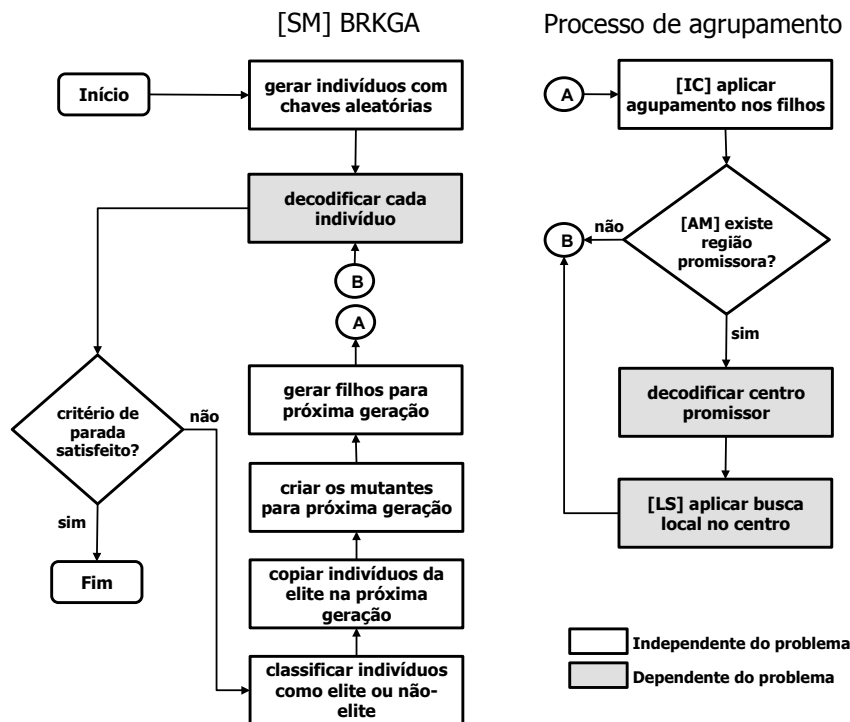 [SM] BRKGA
Início
gerar indivíduos com
chaves aleatórias
decodificar cada
indivíduo
B
A
gerar filhos para
próxima geração
criar os mutantes
para próxima geração
copiar indivíduos da
elite na próxima
geração
classificar indivíduos
como elite ou não-
elite
critério de
parada
satisfeito?
não
sim
Fim
Processo de agrupamento
A
[IC] aplicar
agupamento nos filhos
[AM] existe
região
promissora?
não
B
sim
decodificar centro
promissor
[LS] aplicar busca
local no centro
Independente do problema
Dependente do problema